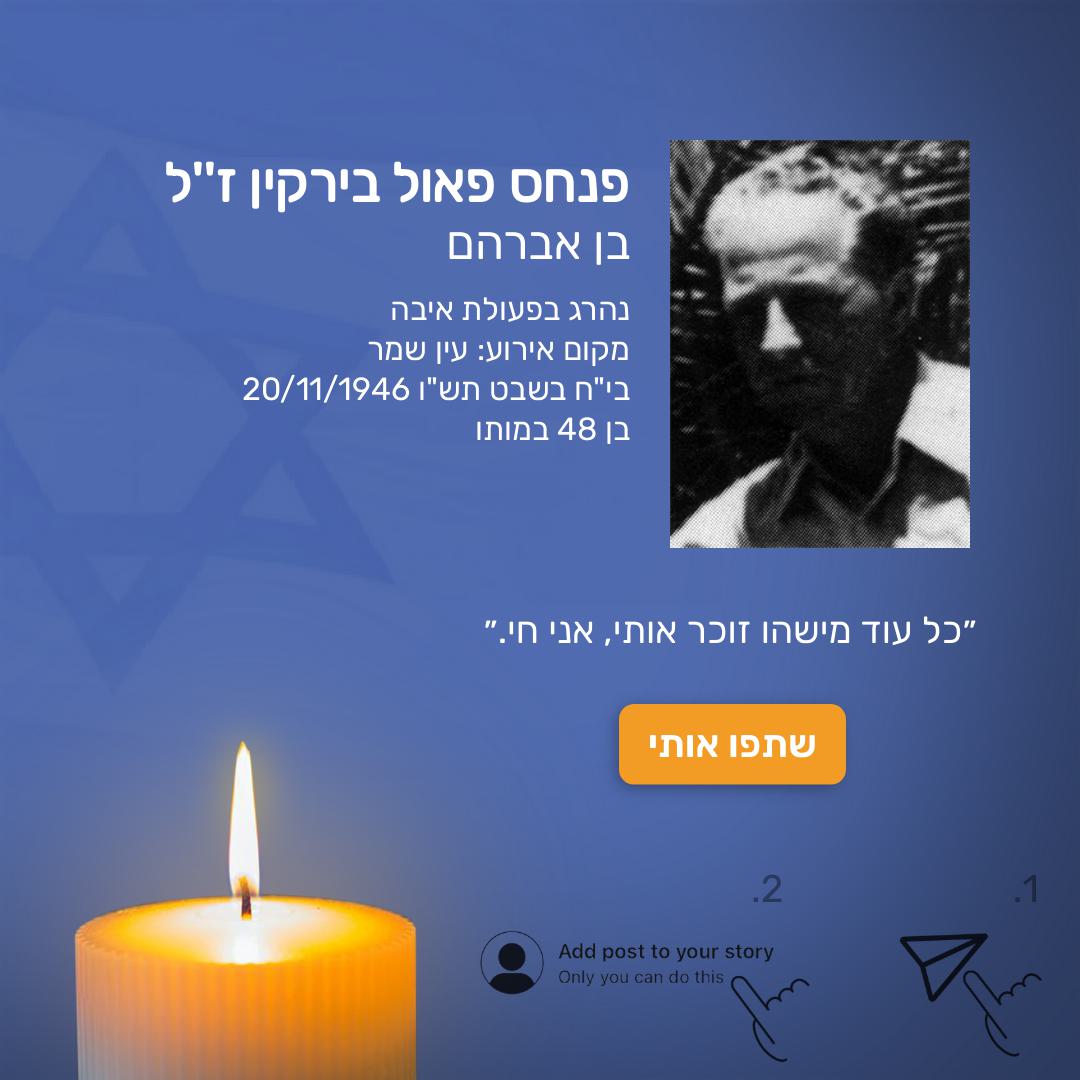 פנחס פאול בירקין ז''ל
בן אברהם
נהרג בפעולת איבה
מקום אירוע: עין שמר
בי"ח בשבט תש"ו 20/11/1946
בן 48 במותו
״כל עוד מישהו זוכר אותי, אני חי.״
שתפו אותי
.1
.2
Add post to your story
Only you can do this